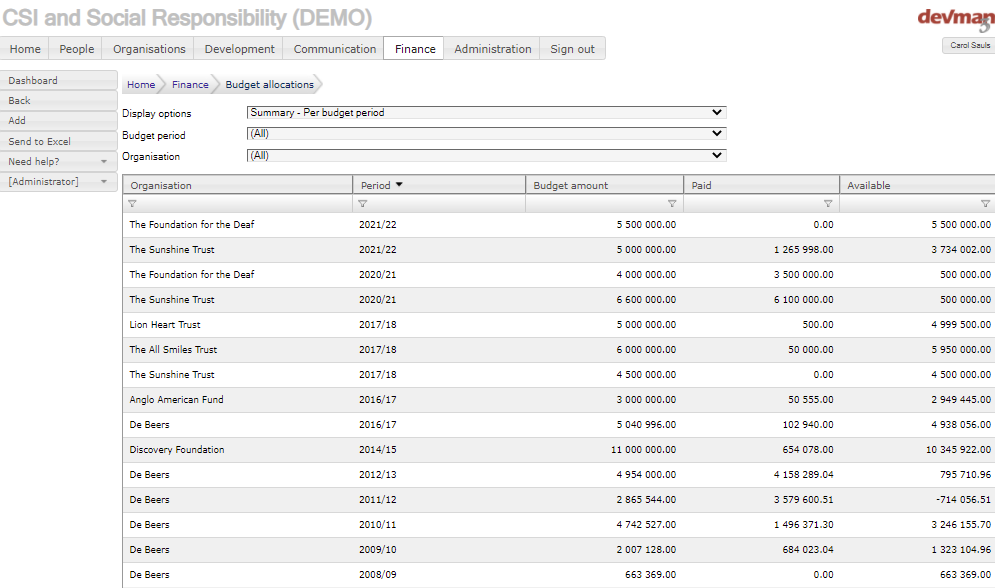 CSI and Social Responsibility (DEMO)
devman 3
Home People Organisations Development Communication Finance Administration Sign out
Carol Sauls
Dashboard
Back
Add
Send to Excel
Need help?
[Administrator]
Home Finance Budget allocations
Display options Summary - Per budget period
Budget period (All)
Organisation (All)
Organisation Period Budget amount Paid Available
The Foundation for the Deaf 2021/22 5 500 000.00 0.00 5 500 000.00
The Sunshine Trust 2021/22 5 000 000.00 1 265 998.00 3 734 002.00
The Foundation for the Deaf 2020/21 4 000 000.00 3 500 000.00 500 000.00
The Sunshine Trust 2020/21 6 600 000.00 6 100 000.00 500 000.00
Lion Heart Trust 2017/18 5 000 000.00 500.00 4 999 500.00
The All Smiles Trust 2017/18 6 000 000.00 50 000.00 5 950 000.00
The Sunshine Trust 2017/18 4 500 000.00 0.00 4 500 000.00
Anglo American Fund 2016/17 3 000 000.00 50 555.00 2 949 445.00
De Beers 2016/17 5 040 996.00 102 940.00 4 938 056.00
Discovery Foundation 2014/15 11 000 000.00 654 078.00 10 345 922.00
De Beers 2012/13 4 954 000.00 4 158 289.04 795 710.96
De Beers 2011/12 2 865 544.00 3 579 600.51 -714 056.51
De Beers 2010/11 4 742 527.00 1 496 371.30 3 246 155.70
De Beers 2009/10 2 007 128.00 684 023.04 1 323 104.96
De Beers 2008/09 663 369.00 0.00 663 369.00